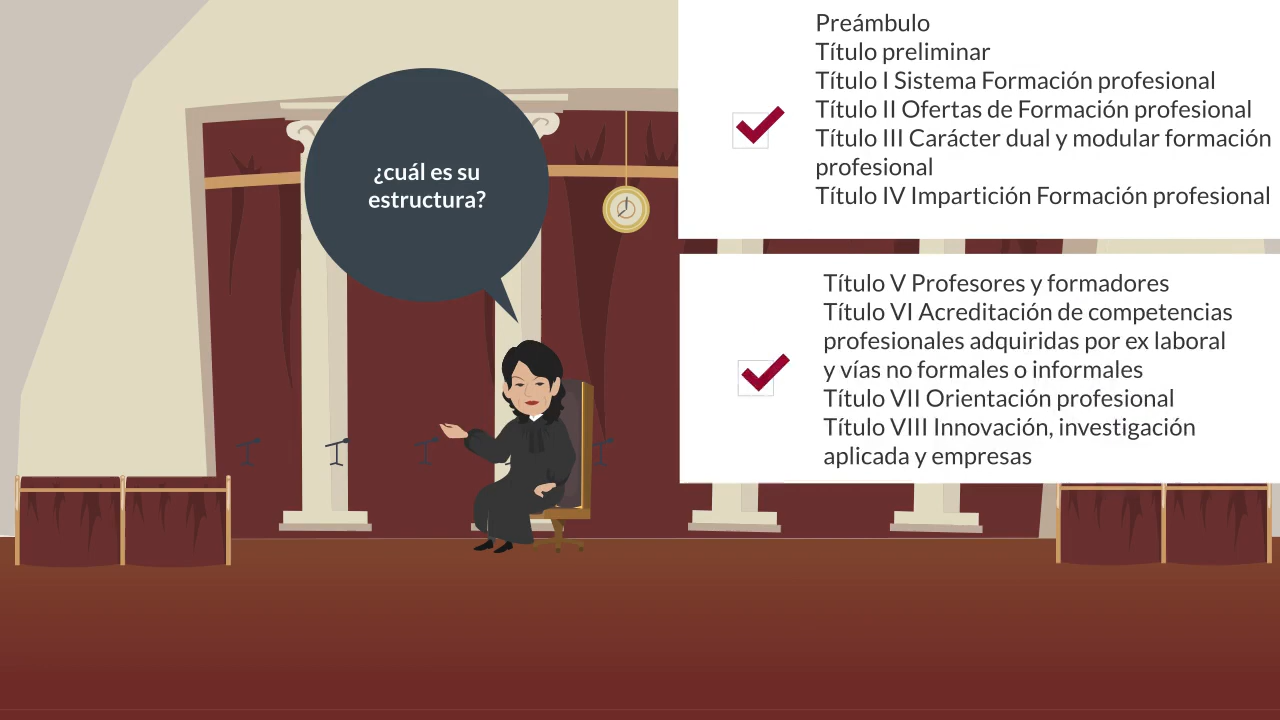 ¿cuál es su
estructura?
Preámbulo
Título preliminar
Título I Sistema Formación profesional
Título II Ofertas de Formación profesional
Título III Carácter dual y modular formación
profesional
Título IV Impartición Formación profesional
Título V Profesores y formadores
Título VI Acreditación de competencias
profesionales adquiridas por ex laboral
y vías no formales o informales
Título VII Orientación profesional
Título VIII Innovación, investigación
aplicada y empresas